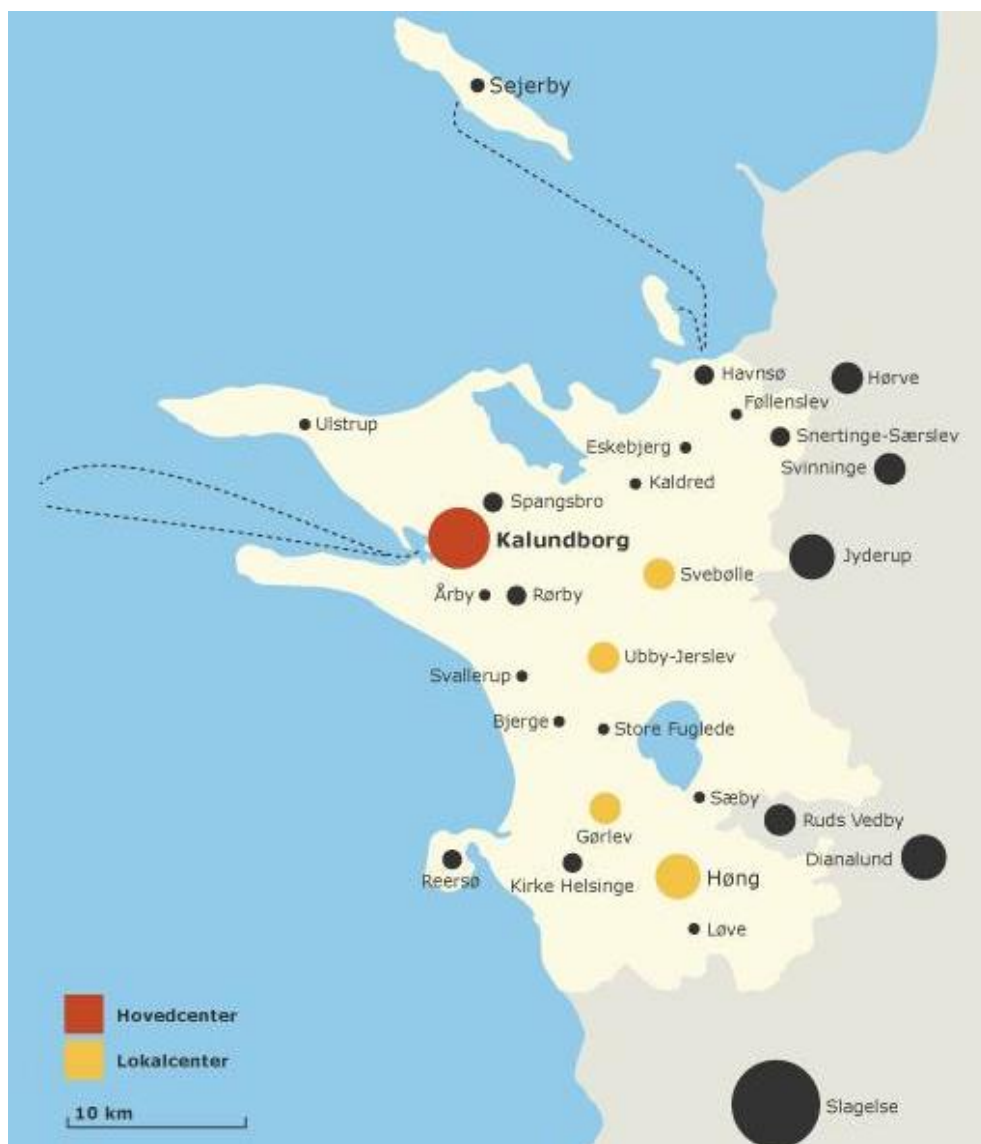 Sejerby
Havnsø
Hørve
Føllenslev
Ulstrup
Snertinge-Særslev
Eskebjerg
Svinninge
Kaldred
Spangsbro
Kalundborg
Jyderup
Svebølle
Årby
Rørby
Ubby-Jerslev
Svallerup
Bjerge
Store Fuglede
Sæby
Ruds Vedby
Gørlev
Dianalund
Reersø
Kirke Helsinge
Høng
Løve
Hovedcenter
Lokalcenter
10 km
Slagelse